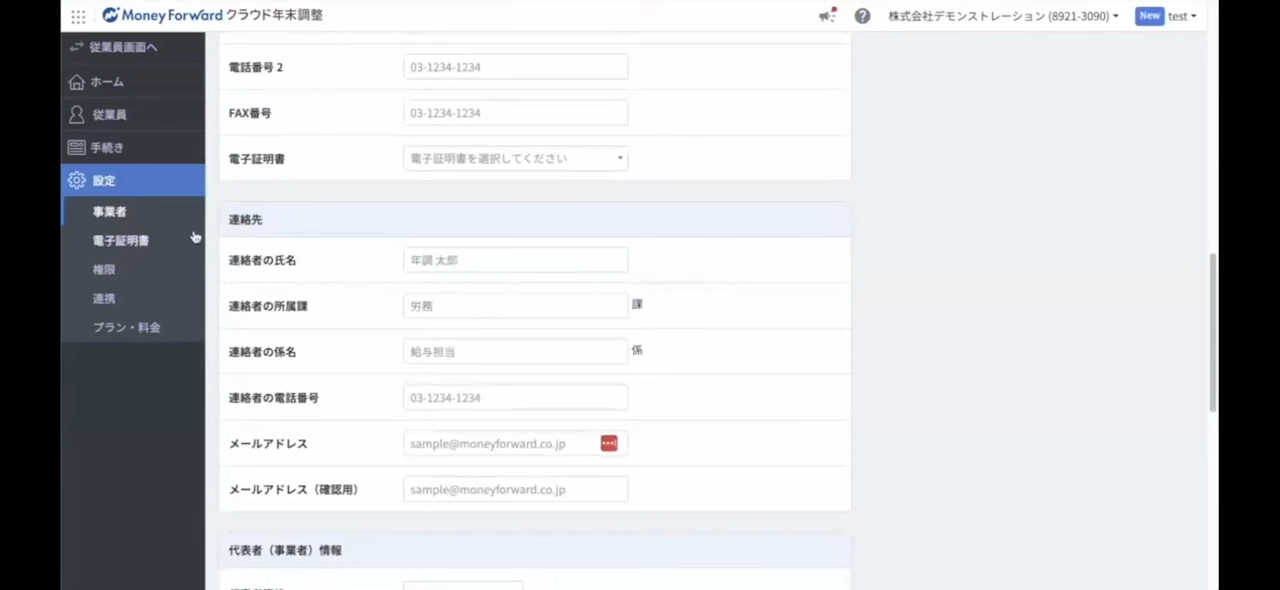 MoneyForward クラウド年末調整
株式会社デモンストレーション (8921-3090)
New test
従業員画面へ
ホーム
従業員
手続き
設定
事業者
電子証明書
権限
連携
プラン・料金
電話番号 2 03-1234-1234
FAX番号 03-1234-1234
電子証明書 電子証明書を選択してください
連絡先
連絡者の氏名 年調 太郎
連絡者の所属課 労務 課
連絡者の係名 給与担当 係
連絡者の電話番号 03-1234-1234
メールアドレス sample@moneyforward.co.jp
メールアドレス（確認用） sample@moneyforward.co.jp
代表者（事業者）情報